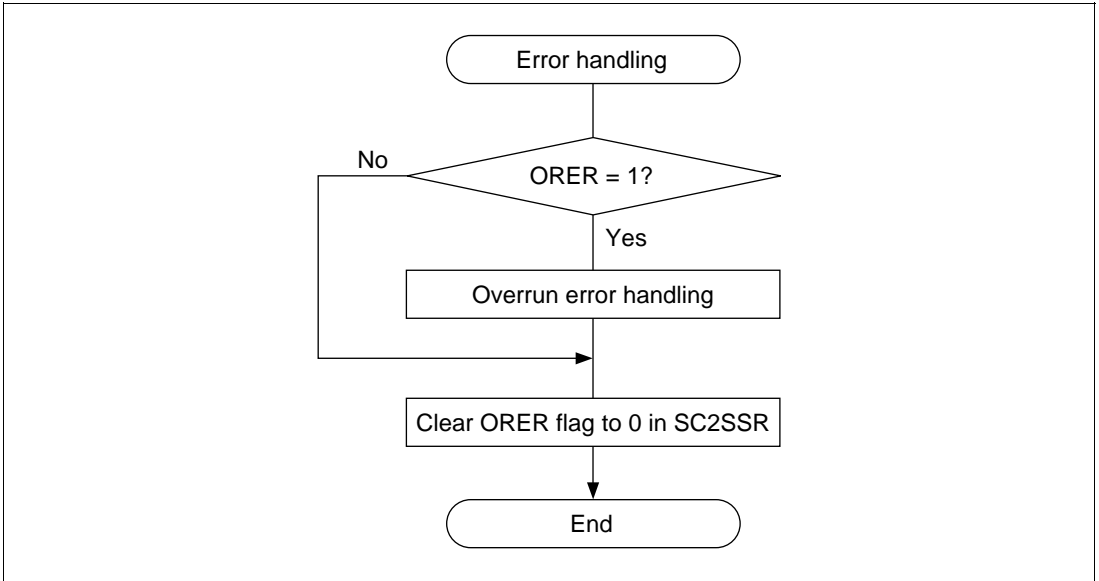 Error handling
No
ORER = 1?
Yes
Overrun error handling
Clear ORER flag to 0 in SC2SSR
End